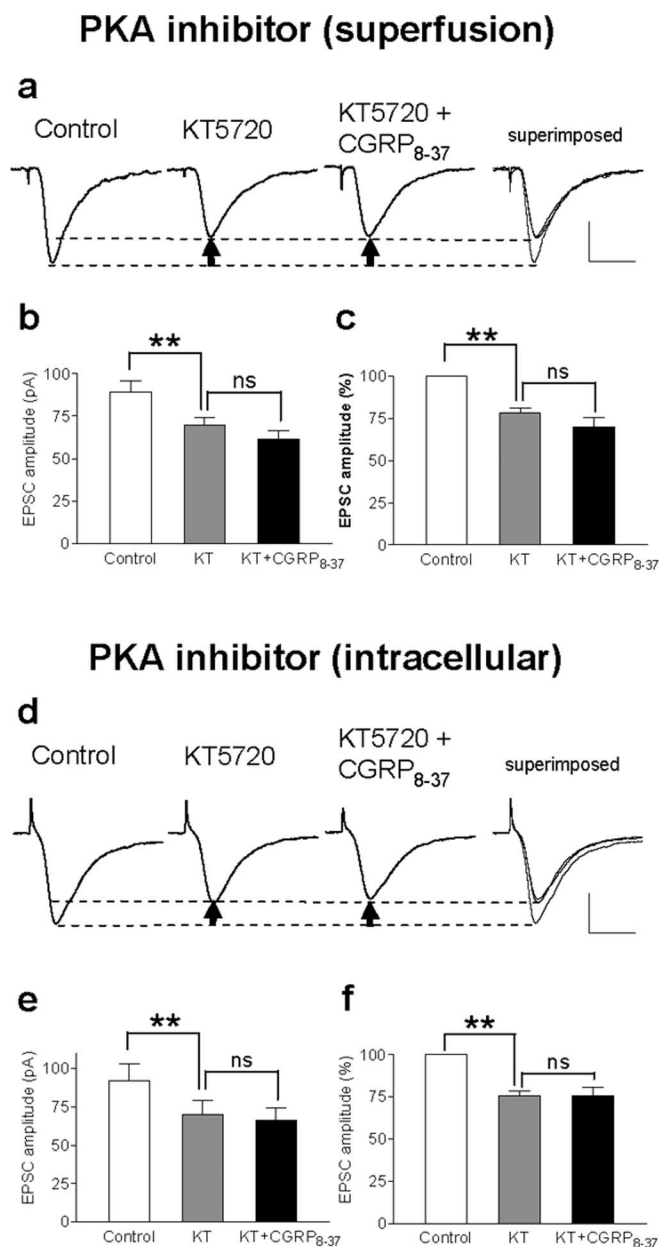 PKA inhibitor (superfusion)
a
Control
KT5720
KT5720 +
CGRP8-37
superimposed
b
**
ns
EPSC amplitude (pA)
100
75
50
25
0
Control
KT
KT+CGRP8-37
c
**
ns
EPSC amplitude (%)
100
75
50
25
0
Control
KT
KT+CGRP8-37
PKA inhibitor (intracellular)
d
Control
KT5720
KT5720 +
CGRP8-37
superimposed
e
**
ns
EPSC amplitude (pA)
100
75
50
25
0
Control
KT
KT+CGRP8-37
f
**
ns
EPSC amplitude (%)
100
75
50
25
0
Control
KT
KT+CGRP8-37